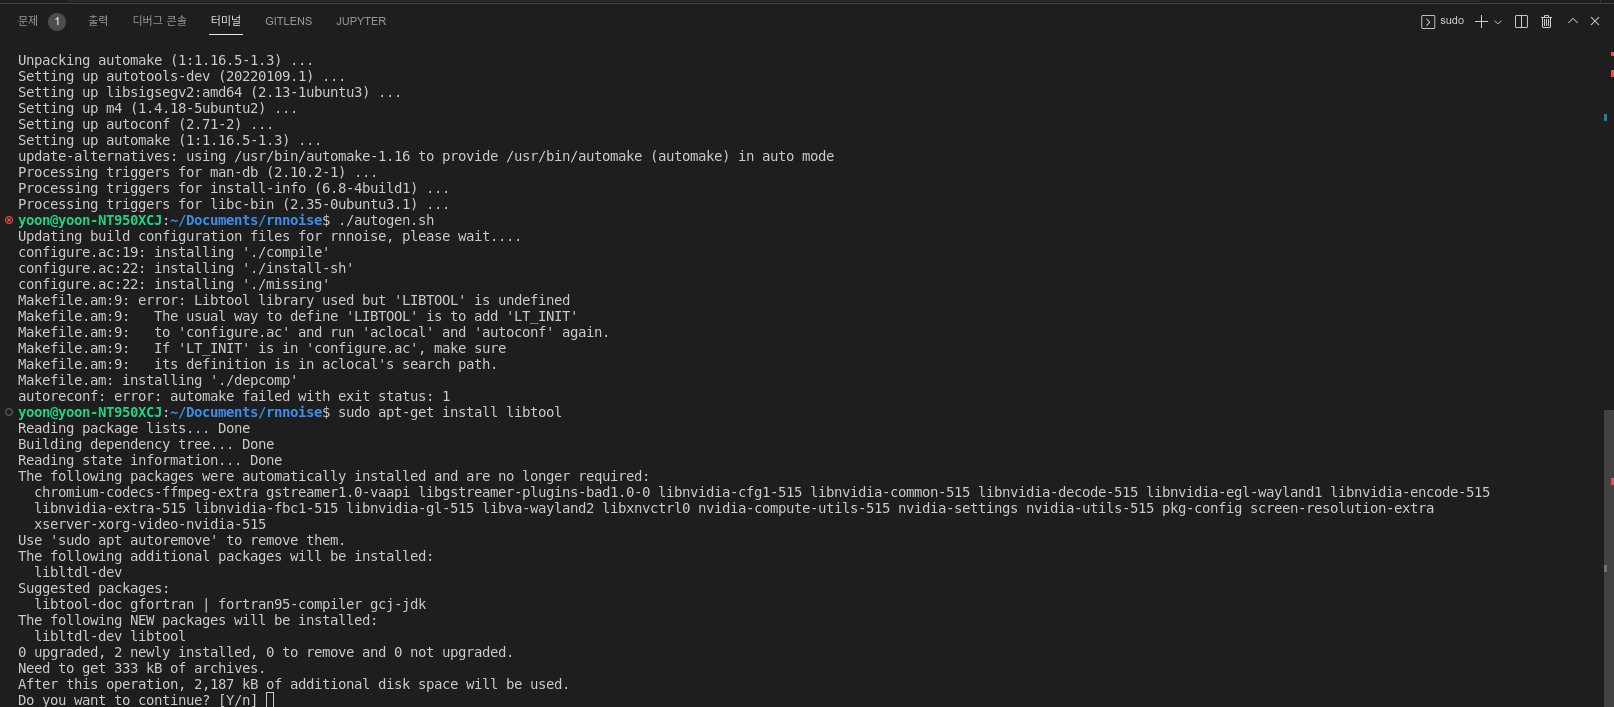 문제 1 출력 디버그 콘솔 터미널 GITLENS JUPYTER sudo
Unpacking automake (1:1.16.5-1.3) ...
Setting up autotools-dev (20220109.1) ...
Setting up libsigsegv2:amd64 (2.13-1ubuntu3) ...
Setting up m4 (1.4.18-5ubuntu2) ...
Setting up autoconf (2.71-2) ...
Setting up automake (1:1.16.5-1.3) ...
update-alternatives: using /usr/bin/automake-1.16 to provide /usr/bin/automake (automake) in auto mode
Processing triggers for man-db (2.10.2-1) ...
Processing triggers for install-info (6.8-4build1) ...
Processing triggers for libc-bin (2.35-0ubuntu3.1) ...
yoon@yoon-NT950XCJ:~/Documents/rnnoise$ ./autogen.sh
Updating build configuration files for rnnoise, please wait....
configure.ac:19: installing './compile'
configure.ac:22: installing './install-sh'
configure.ac:22: installing './missing'
Makefile.am:9: error: Libtool library used but 'LIBTOOL' is undefined
Makefile.am:9:   The usual way to define 'LIBTOOL' is to add 'LT_INIT'
Makefile.am:9:   to 'configure.ac' and run 'aclocal' and 'autoconf' again.
Makefile.am:9:   If 'LT_INIT' is in 'configure.ac', make sure
Makefile.am:9:   its definition is in aclocal's search path.
Makefile.am: installing './depcomp'
autoreconf: error: automake failed with exit status: 1
yoon@yoon-NT950XCJ:~/Documents/rnnoise$ sudo apt-get install libtool
Reading package lists... Done
Building dependency tree... Done
Reading state information... Done
The following packages were automatically installed and are no longer required:
  chromium-codecs-ffmpeg-extra gstreamer1.0-vaapi libgstreamer-plugins-bad1.0-0 libnvidia-cfg1-515 libnvidia-common-515 libnvidia-decode-515 libnvidia-egl-wayland1 libnvidia-encode-515
  libnvidia-extra-515 libnvidia-fbc1-515 libnvidia-gl-515 libva-wayland2 libxnvctrl0 nvidia-compute-utils-515 nvidia-settings nvidia-utils-515 pkg-config screen-resolution-extra
  xserver-xorg-video-nvidia-515
Use 'sudo apt autoremove' to remove them.
The following additional packages will be installed:
  libltdl-dev
Suggested packages:
  libtool-doc gfortran | fortran95-compiler gcj-jdk
The following NEW packages will be installed:
  libltdl-dev libtool
0 upgraded, 2 newly installed, 0 to remove and 0 not upgraded.
Need to get 333 kB of archives.
After this operation, 2,187 kB of additional disk space will be used.
Do you want to continue? [Y/n]